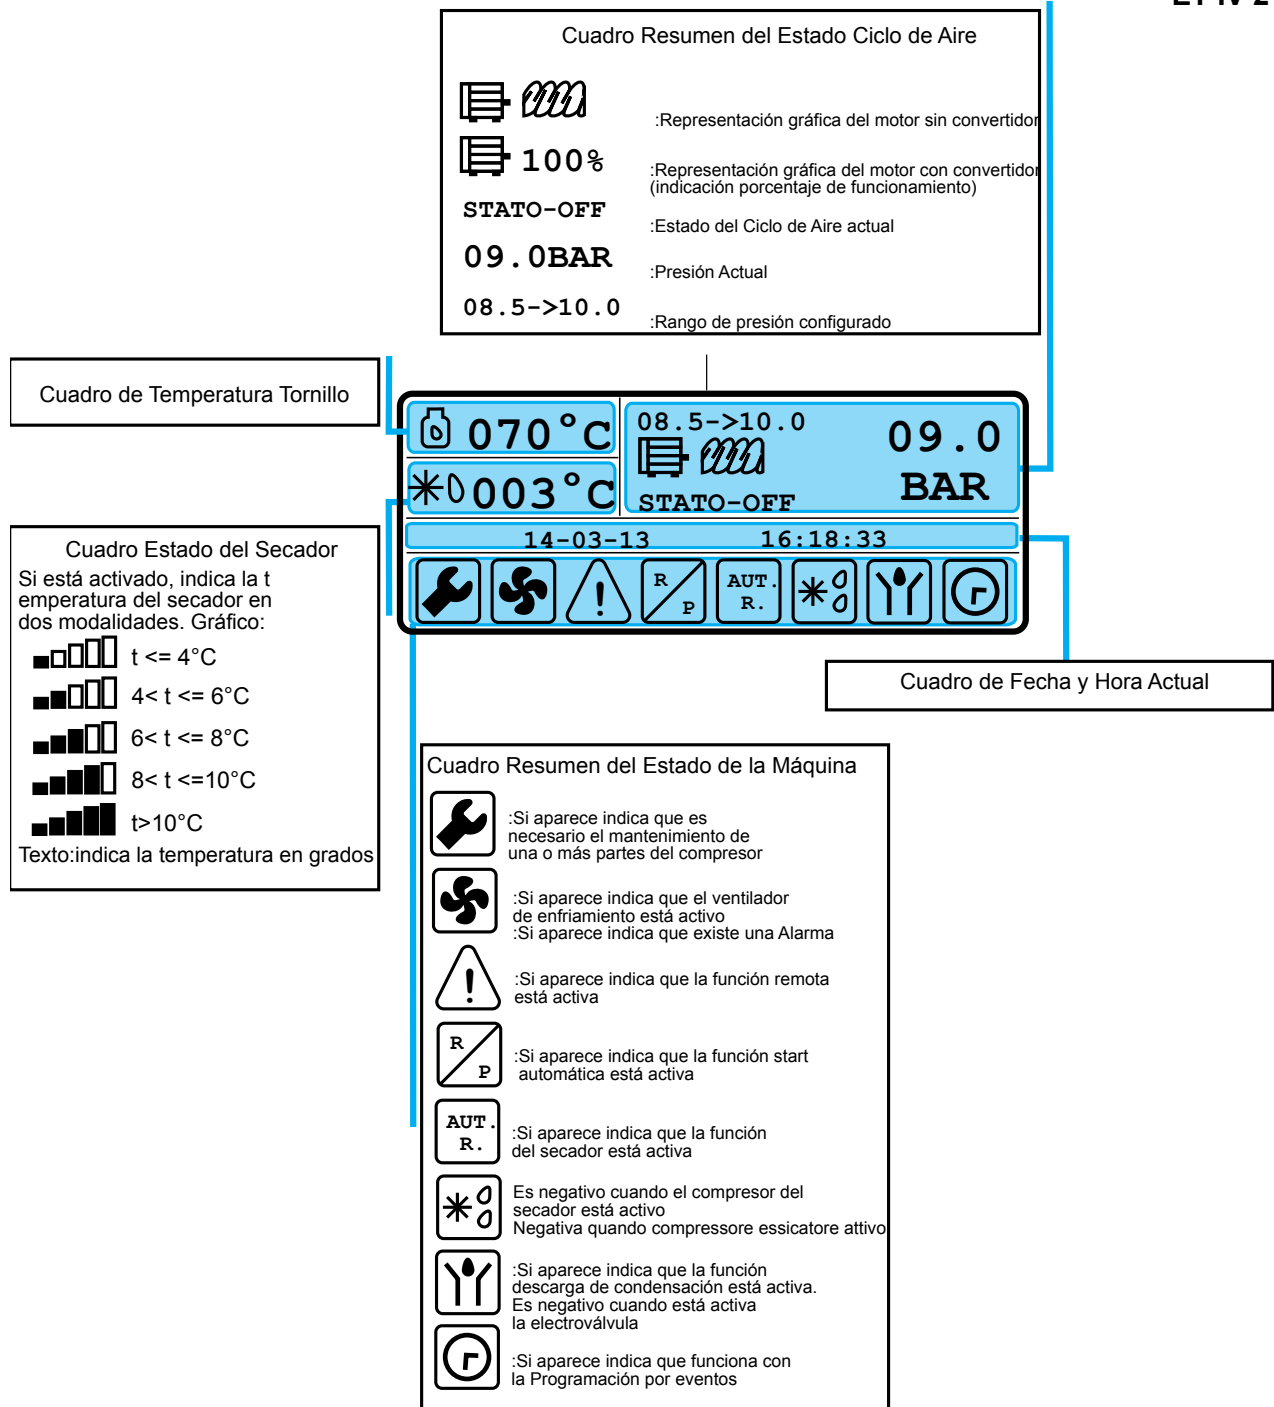 Cuadro Resumen del Estado Ciclo de Aire
:Representación gráfica del motor sin convertidor
100%
:Representación gráfica del motor con convertidor
(indicación porcentaje de funcionamiento)
STATO-OFF
:Estado del Ciclo de Aire actual
09.0BAR
:Presión Actual
08.5->10.0
:Rango de presión configurado
Cuadro de Temperatura Tornillo
070°C
08.5->10.0
09.0
BAR
003°C
STATO-OFF
14-03-13 16:18:33
R
P
AUT.
R.
Cuadro Estado del Secador
Si está activado, indica la t
emperatura del secador en
dos modalidades. Gráfico:
t <= 4°C
4< t <= 6°C
6< t <= 8°C
8< t <=10°C
t>10°C
Texto:indica la temperatura en grados
Cuadro de Fecha y Hora Actual
Cuadro Resumen del Estado de la Máquina
:Si aparece indica que es
necesario el mantenimiento de
una o más partes del compresor
:Si aparece indica que el ventilador
de enfriamiento está activo
:Si aparece indica que existe una Alarma
:Si aparece indica que la función remota
está activa
R
P
:Si aparece indica que la función start
automática está activa
AUT.
R.
:Si aparece indica que la función
del secador está activa
Es negativo cuando el compresor del
secador está activo
Negativa quando compressore essicatore attivo
:Si aparece indica que la función
descarga de condensación está activa.
Es negativo cuando está activa
la electroválvula
:Si aparece indica que funciona con
la Programación por eventos